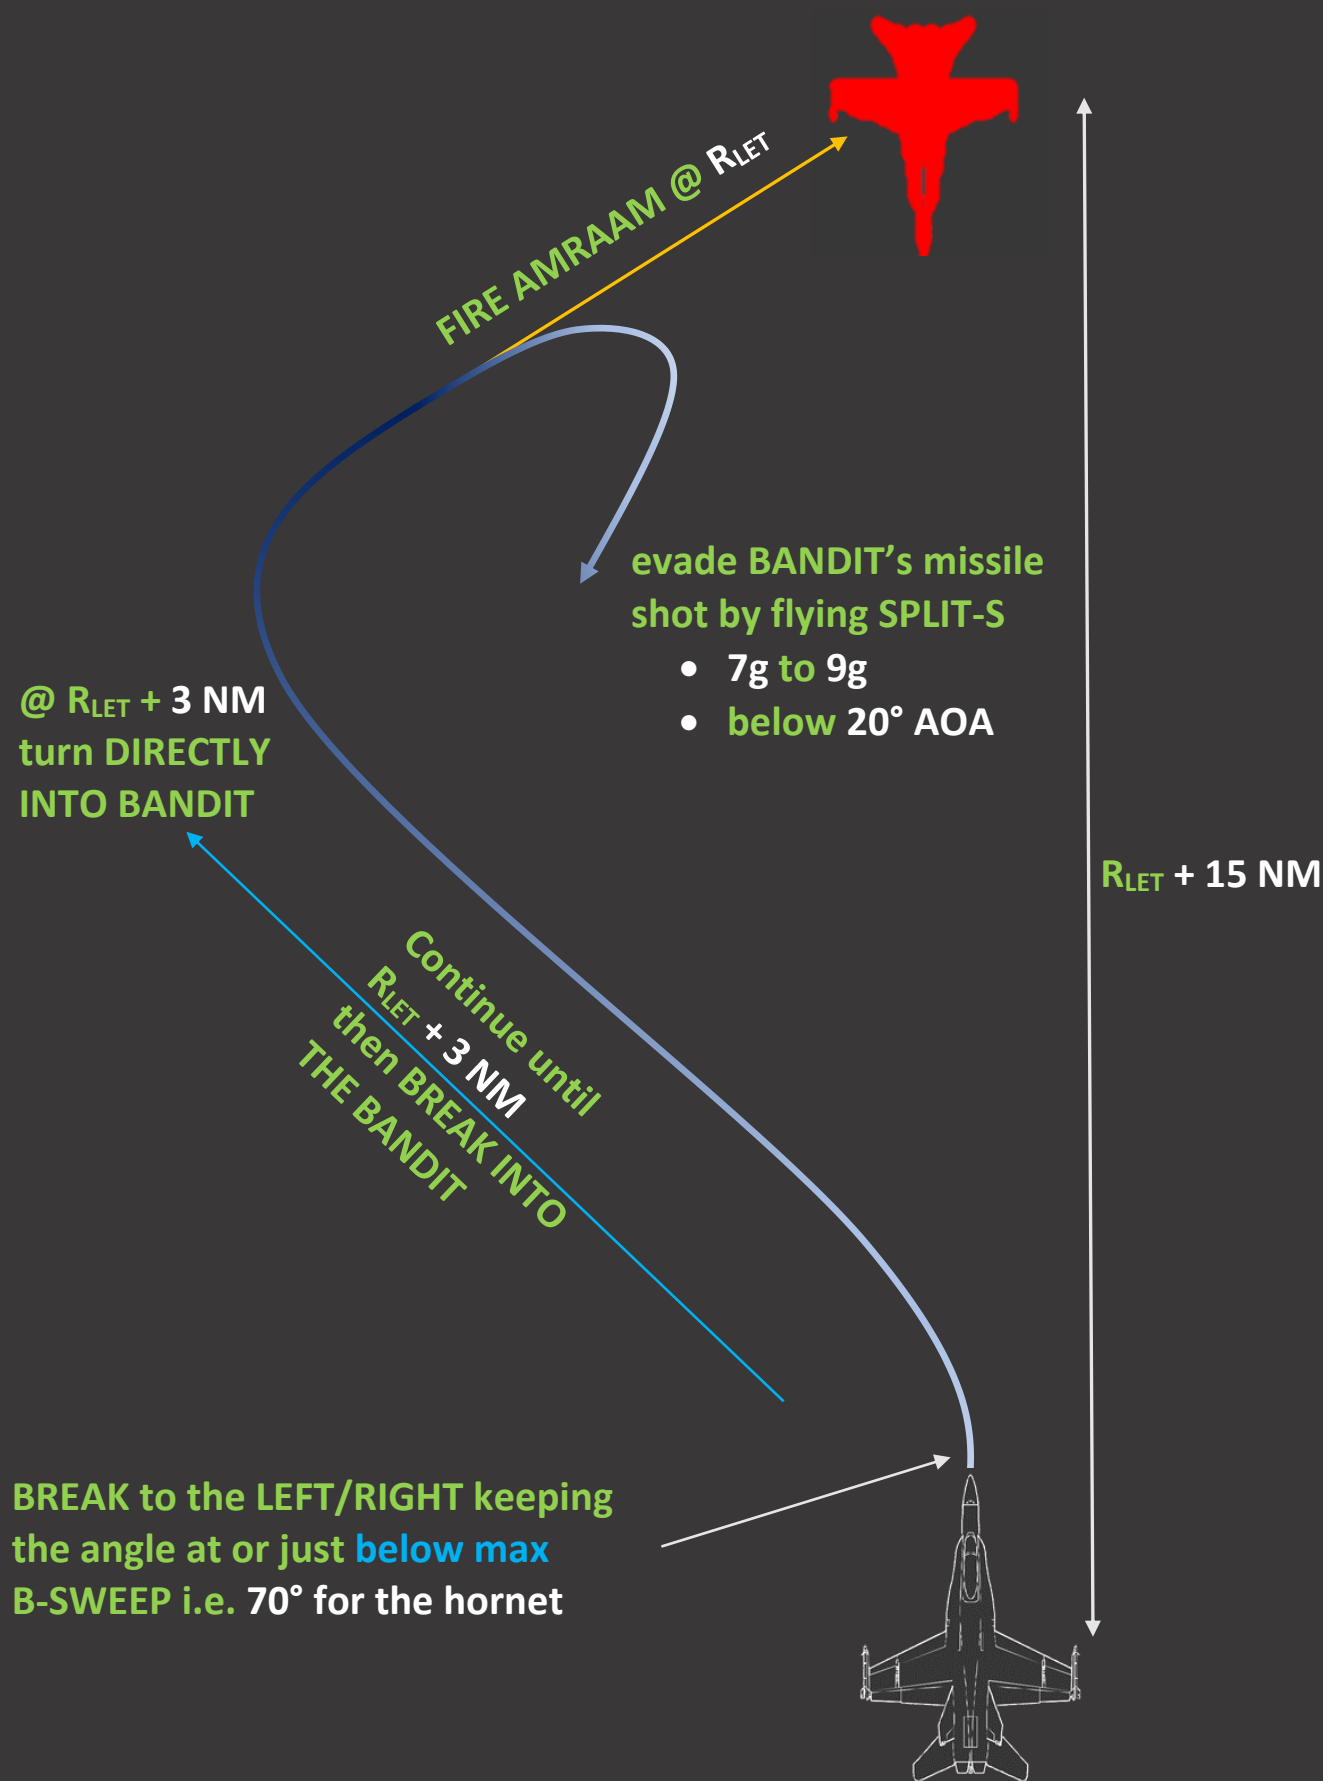 FIRE AMRAAM @ RLET
evade BANDIT’s missile
shot by flying SPLIT-S
• 7g to 9g
• below 20° AOA
@ RLET + 3 NM
turn DIRECTLY
INTO BANDIT
RLET + 15 NM
Continue until
RLET + 3 NM
then BREAK INTO
THE BANDIT
BREAK to the LEFT/RIGHT keeping
the angle at or just below max
B-SWEEP i.e. 70° for the hornet